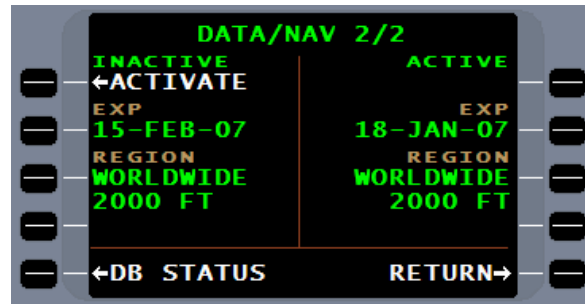 DATA/NAV 2/2
INACTIVE ACTIVE
←ACTIVATE
EXP EXP
15-FEB-07 18-JAN-07
REGION REGION
WORLDWIDE WORLDWIDE
2000 FT 2000 FT
←DB STATUS RETURN→